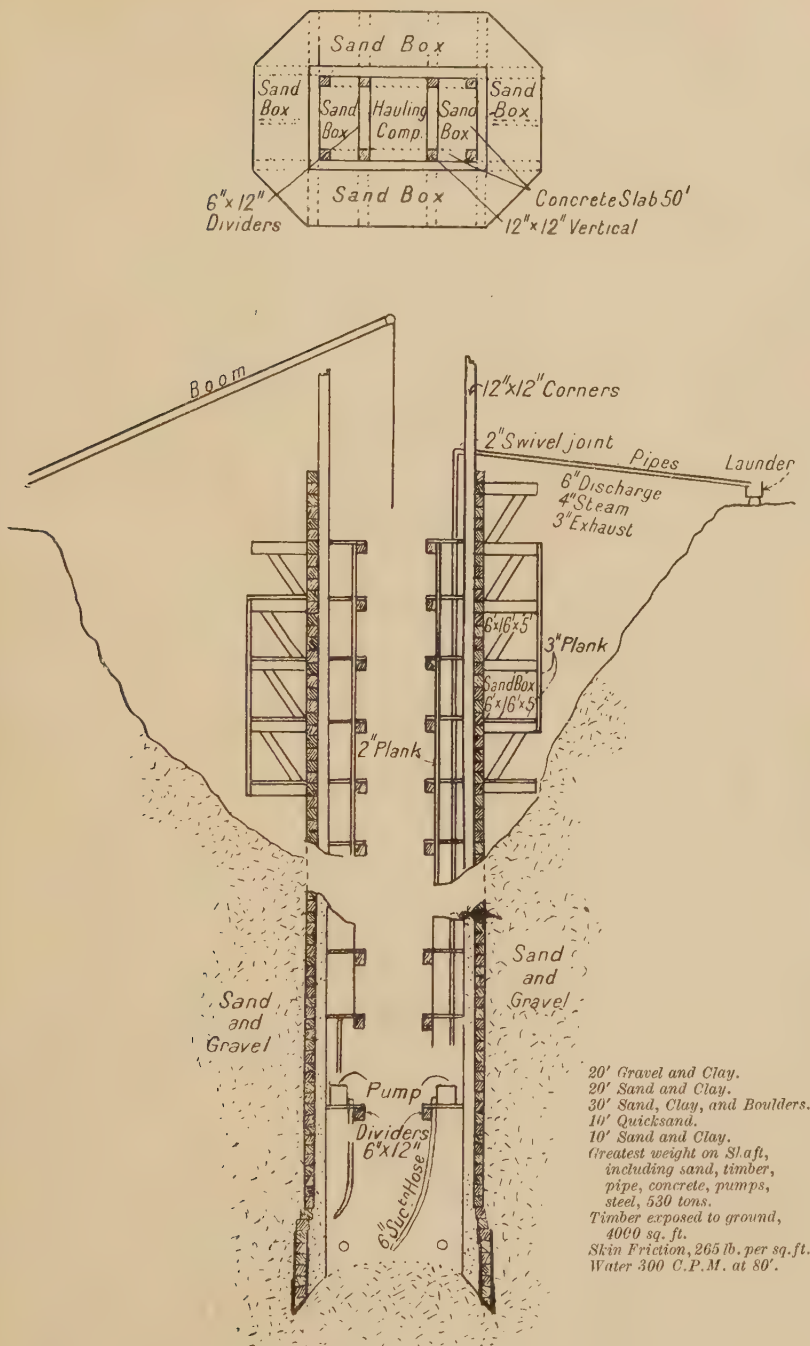 Sand Box
Sand
Box
Sand
Box
Hauling
Comp.
Sand
Box
Sand
Box
Sand Box
6"x12"
Dividers
Concrete Slab 50'
12"x12" Vertical
Boom
12"x12" Corners
2" Swivel joint
Pipes
Launder
6" Discharge
4" Steam
3" Exhaust
6'x16'x5'
3" Plank
Sand Box
6'x16'x5'
2" Plank
Sand
and
Gravel
Sand
and
Gravel
Pump
Dividers
6"x12"
6" Suctn Hose
20' Gravel and Clay.
20' Sand and Clay.
30' Sand, Clay, and Boulders.
10' Quicksand.
10' Sand and Clay.
Greatest weight on Shaft,
including sand, timber,
pipe, concrete, pumps,
steel, 530 tons.
Timber exposed to ground,
4000 sq. ft.
Skin Friction, 265 lb. per sq. ft.
Water 300 C.P.M. at 80'.